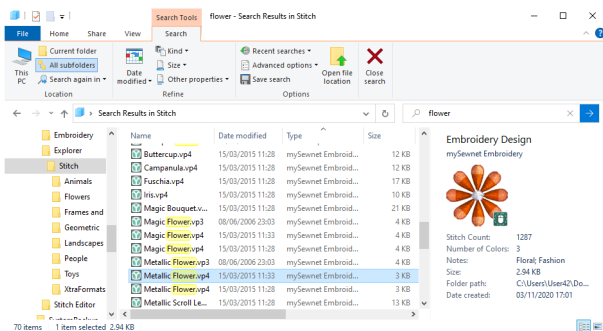 Search Tools
flower - Search Results in Stitch
File
Home
Share
View
Search
This PC
Current folder
All subfolders
Search again in
Location
Date modified
Kind
Size
Other properties
Refine
Recent searches
Advanced options
Save search
Open file location
Options
Close search
Search Results in Stitch
flower
Embroidery
Explorer
Stitch
Animals
Flowers
Frames and
Geometric
Landscapes
People
Toys
XtraFormats
Stitch Editor
Name Date modified Type Size
Buttercup.vp4 15/03/2015 11:28 mySewnet Embroid... 12 KB
Campanula.vp4 15/03/2015 11:28 mySewnet Embroid... 12 KB
Fuschia.vp4 15/03/2015 11:28 mySewnet Embroid... 17 KB
Iris.vp4 15/03/2015 11:28 mySewnet Embroid... 10 KB
Magic Bouquet.v... 15/03/2015 11:28 mySewnet Embroid... 21 KB
Magic Flower.vp3 08/06/2006 23:03 mySewnet Embroid... 4 KB
Magic Flower.vp4 15/03/2015 11:33 mySewnet Embroid... 4 KB
Magic Flower.vp4 15/03/2015 11:28 mySewnet Embroid... 4 KB
Metallic Flower.vp3 08/06/2006 23:03 mySewnet Embroid... 4 KB
Metallic Flower.vp4 15/03/2015 11:33 mySewnet Embroid... 3 KB
Metallic Flower.vp4 15/03/2015 11:28 mySewnet Embroid... 3 KB
Metallic Scroll Le... 15/03/2015 11:28 mySewnet Embroid... 13 KB
Embroidery Design
mySewnet Embroidery
Stitch Count: 1287
Number of Colors: 3
Notes: Floral; Fashion
Size: 2.94 KB
Folder path: C:\Users\User42\Do...
Date created: 03/11/2020 17:01
70 items 1 item selected 2.94 KB